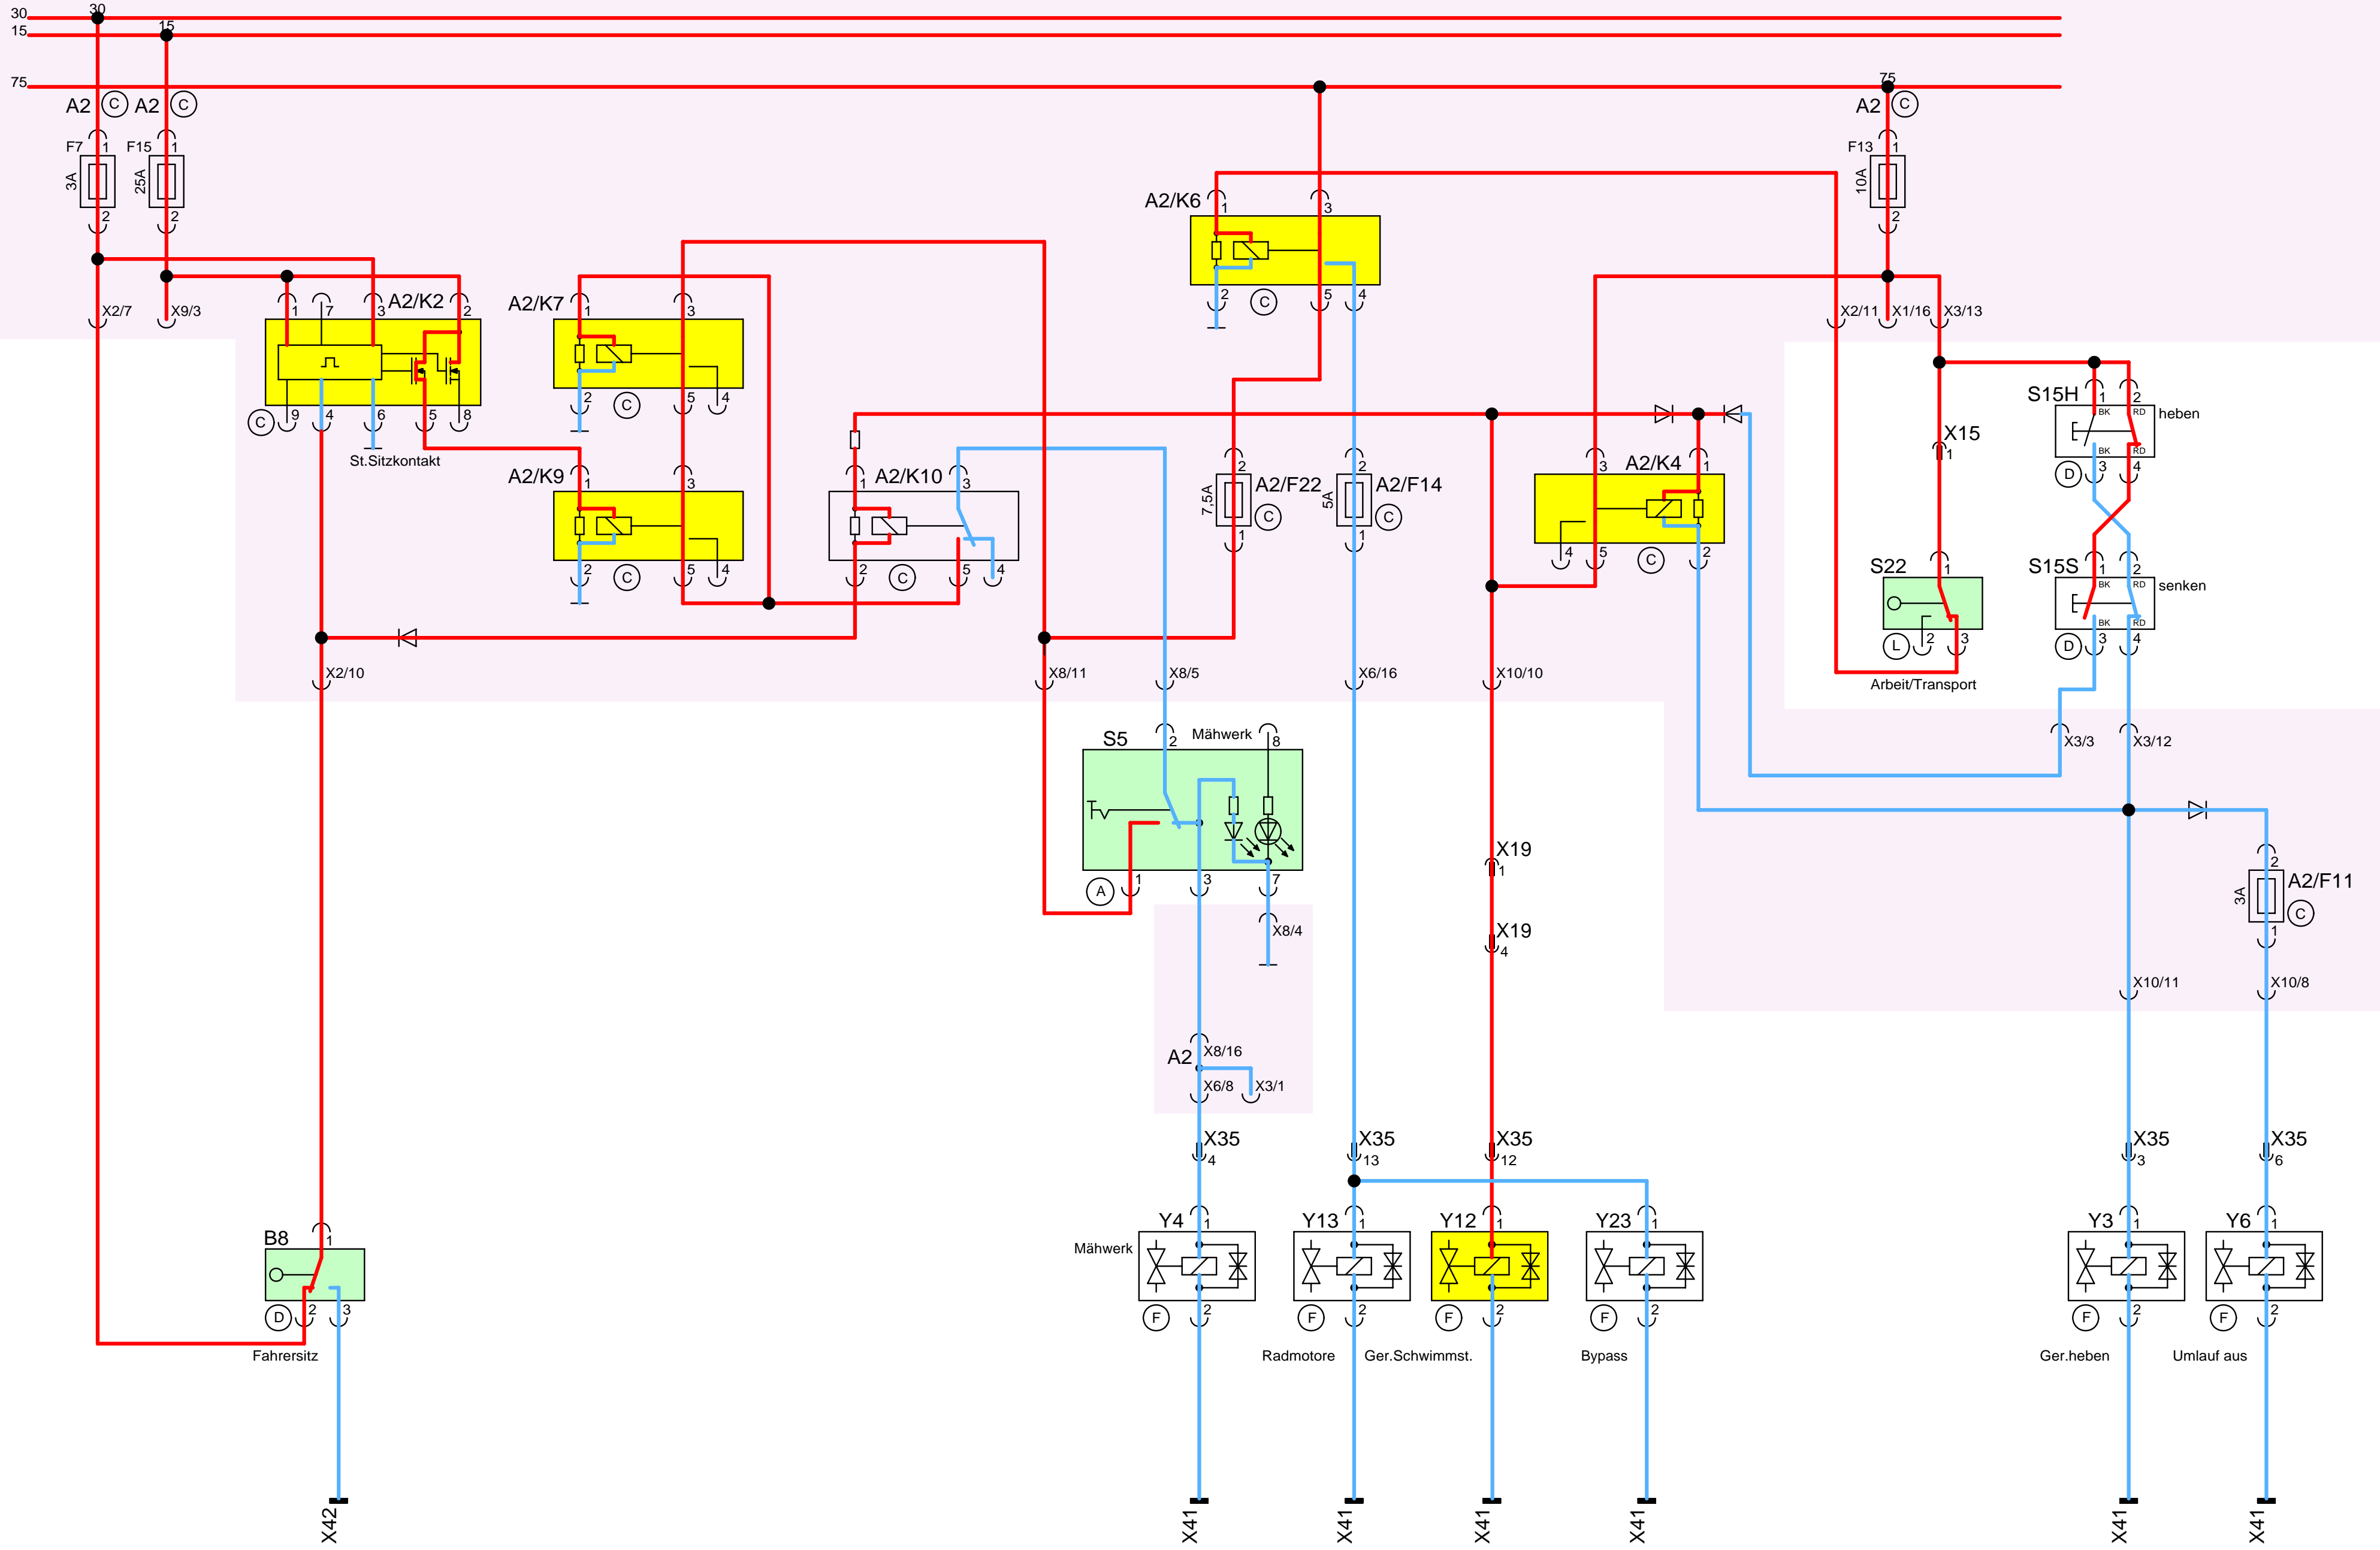 30
30
15
15
75
75
A2 C A2 C
A2 C
F7 1 F15 1
3A 25A
2 2
F13 1
10A
2
A2/K6
1 3
2 C 5 4
X2/7 X9/3
1 7 3 A2/K2 2
C 9 4 6 5 8
St.Sitzkontakt
A2/K7
1 3
2 C 5 4
X2/11 X1/16 X3/13
S15H 1 2
BK RD heben
BK RD
D 3 4
X15
1
A2/K9
1 3
2 C 5 4
A2/K10
1 3
2 C 5 4
2 A2/F22
7,5A C
1
2 A2/F14
5A C
1
3 A2/K4 1
4 5 C 2
S22 1
L 2 3
Arbeit/Transport
S15S 1 2
BK RD senken
BK RD
D 3 4
X2/10
X8/11
X8/5
X6/16
X10/10
X3/3 X3/12
S5 2 Mähwerk 8
A 1 3 7
X8/4
X19
1
X19
4
2
A2/F11
3A C
1
X10/11 X10/8
A2 X8/16
X6/8 X3/1
X35
4
X35
13
X35
12
X35
3
X35
6
B8 1
D 2 3
Fahrersitz
X42
Y4 1
Mähwerk
F 2
Y13 1
F 2
Radmotore
Y12 1
F 2
Ger.Schwimmst.
Y23 1
F 2
Bypass
Y3 1
F 2
Ger.heben
Y6 1
F 2
Umlauf aus
X41
X41
X41
X41
X41
X41